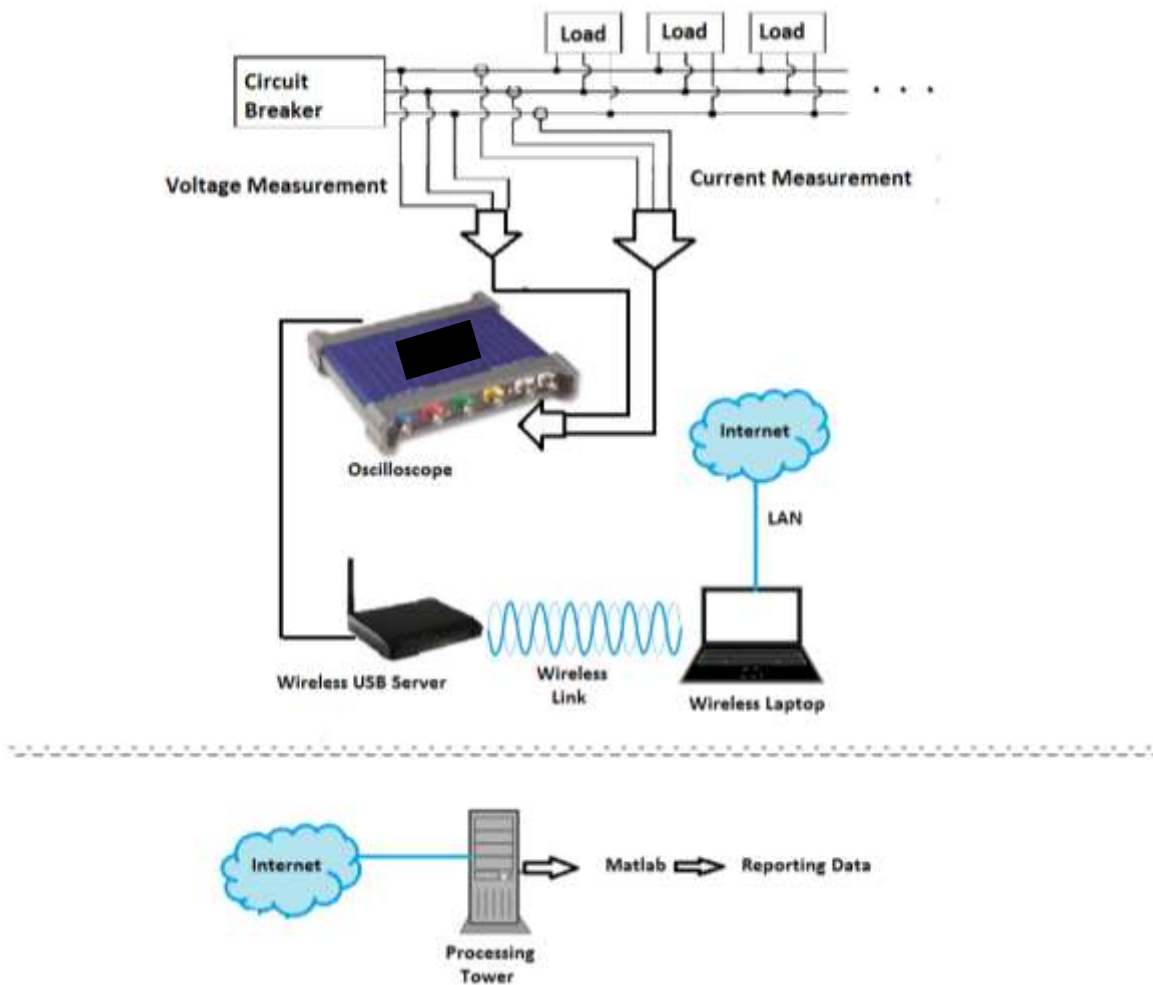 Load
Load
Load
Circuit
Breaker
. . .
Voltage Measurement
Current Measurement
Internet
Oscilloscope
LAN
Wireless
Link
Wireless USB Server
Wireless Laptop
Internet
Matlab
Reporting Data
Processing
Tower